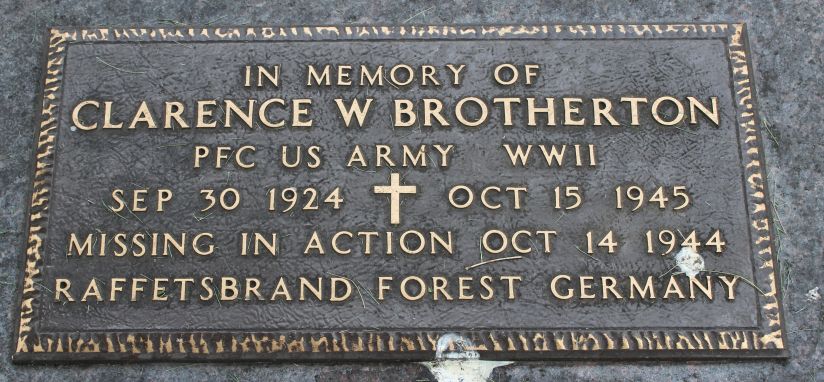 IN MEMORY OF
CLARENCE W BROTHERTON
PFC US ARMY WWII
SEP 30 1924 OCT 15 1945
MISSING IN ACTION OCT 14 1944
RAFFETSBRAND FOREST GERMANY